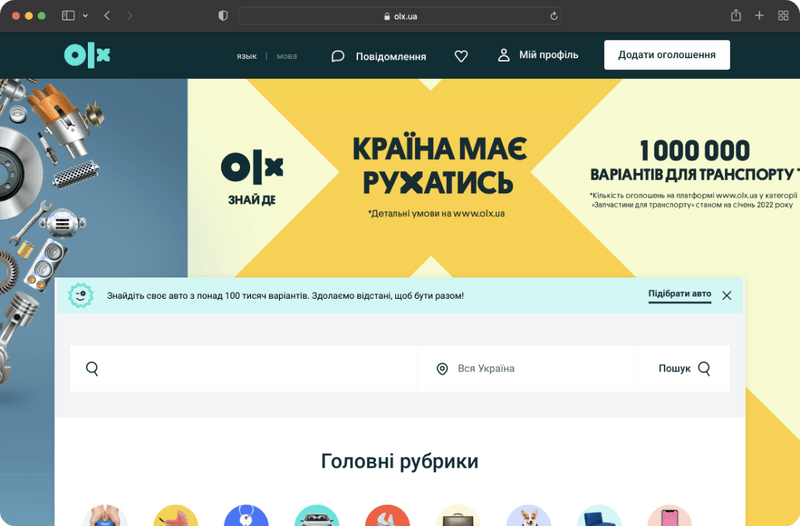 olx.ua
olx
язык | мова
Повідомлення
Мій профіль
Додати оголошення
olx
ЗНАЙ ДЕ
КРАЇНА МАЄ
РУХАТИСЬ
*Детальні умови на www.olx.ua
1 000 000
ВАРІАНТІВ ДЛЯ ТРАНСПОРТУ*
*Кількість оголошень на платформі www.olx.ua у категорії
«Запчастини для транспорту» станом на січень 2022 року
Знайдіть своє авто з понад 100 тисяч варіантів. Здолаємо відстані, щоб бути разом!
Підібрати авто
Вся Україна
Пошук
Головні рубрики